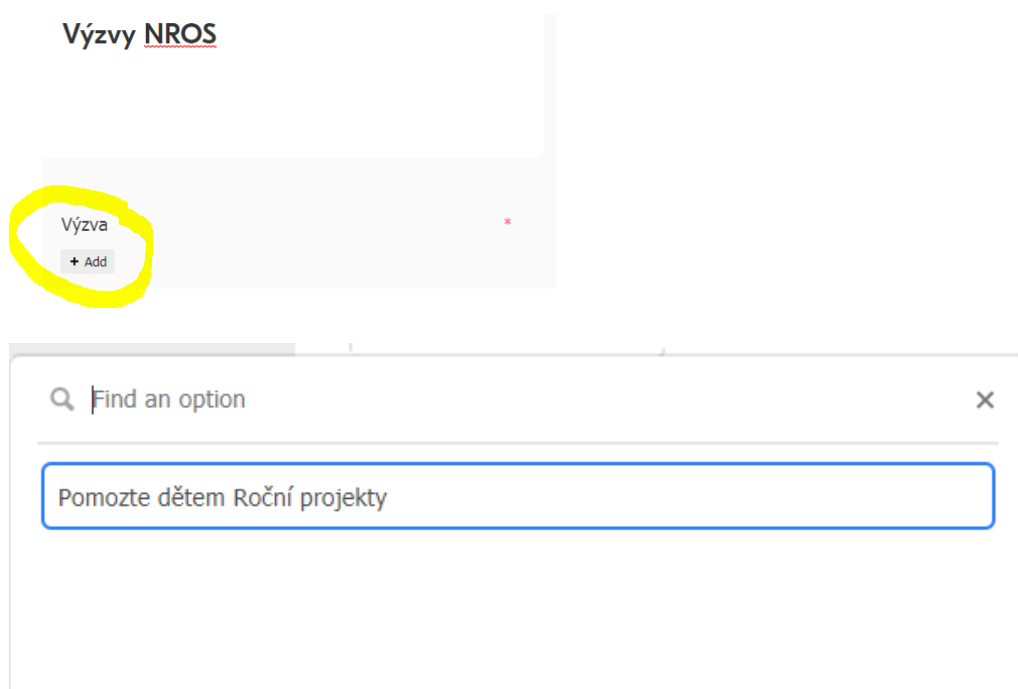 Výzvy NROS
Výzva *
+ Add
Find an option
Pomozte dětem Roční projekty